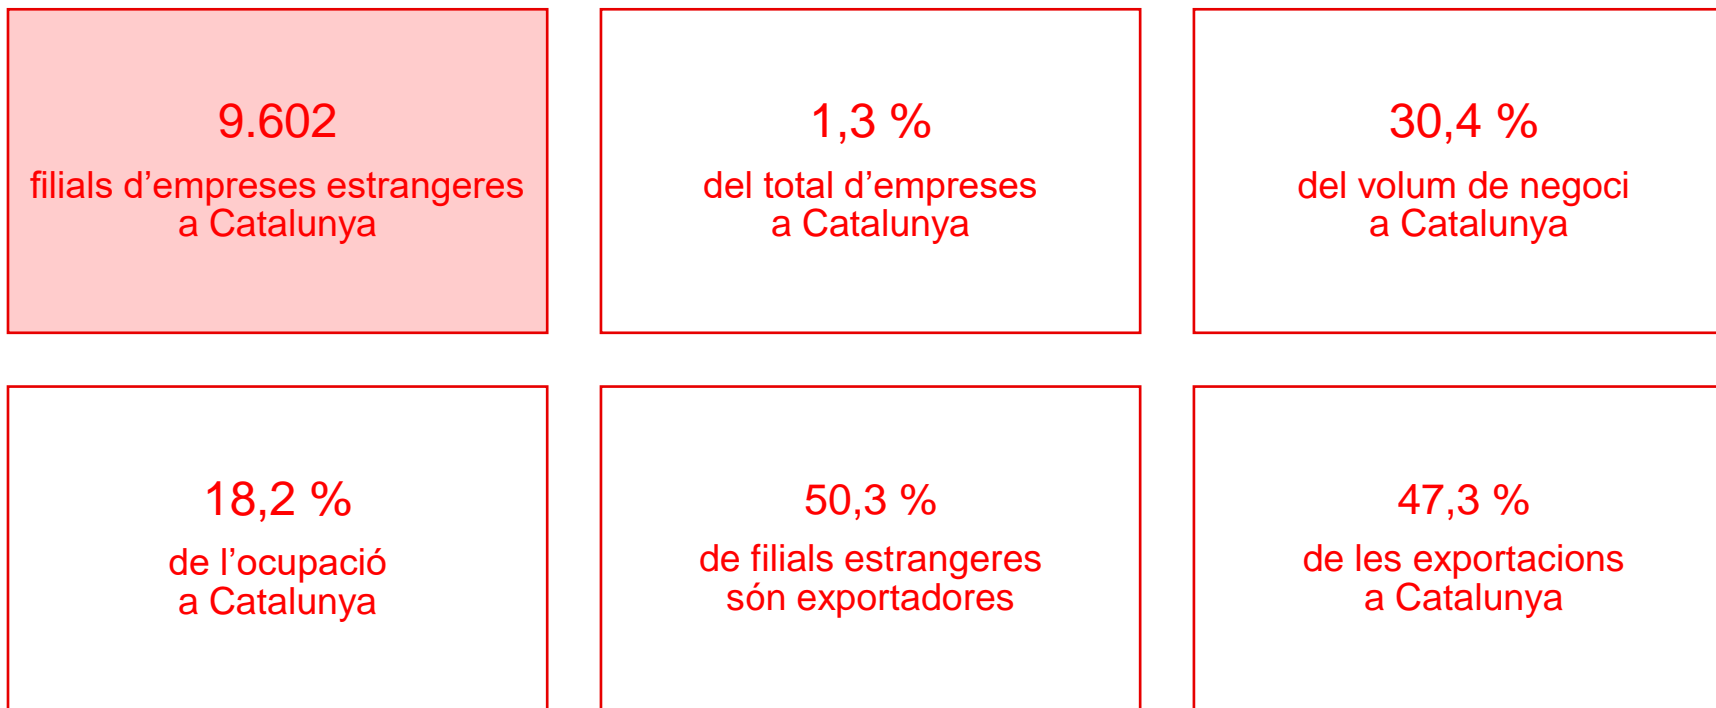 9.602
filials d’empreses estrangeres
a Catalunya
1,3 %
del total d’empreses
a Catalunya
30,4 %
del volum de negoci
a Catalunya
18,2 %
de l’ocupació
a Catalunya
50,3 %
de filials estrangeres
són exportadores
47,3 %
de les exportacions
a Catalunya